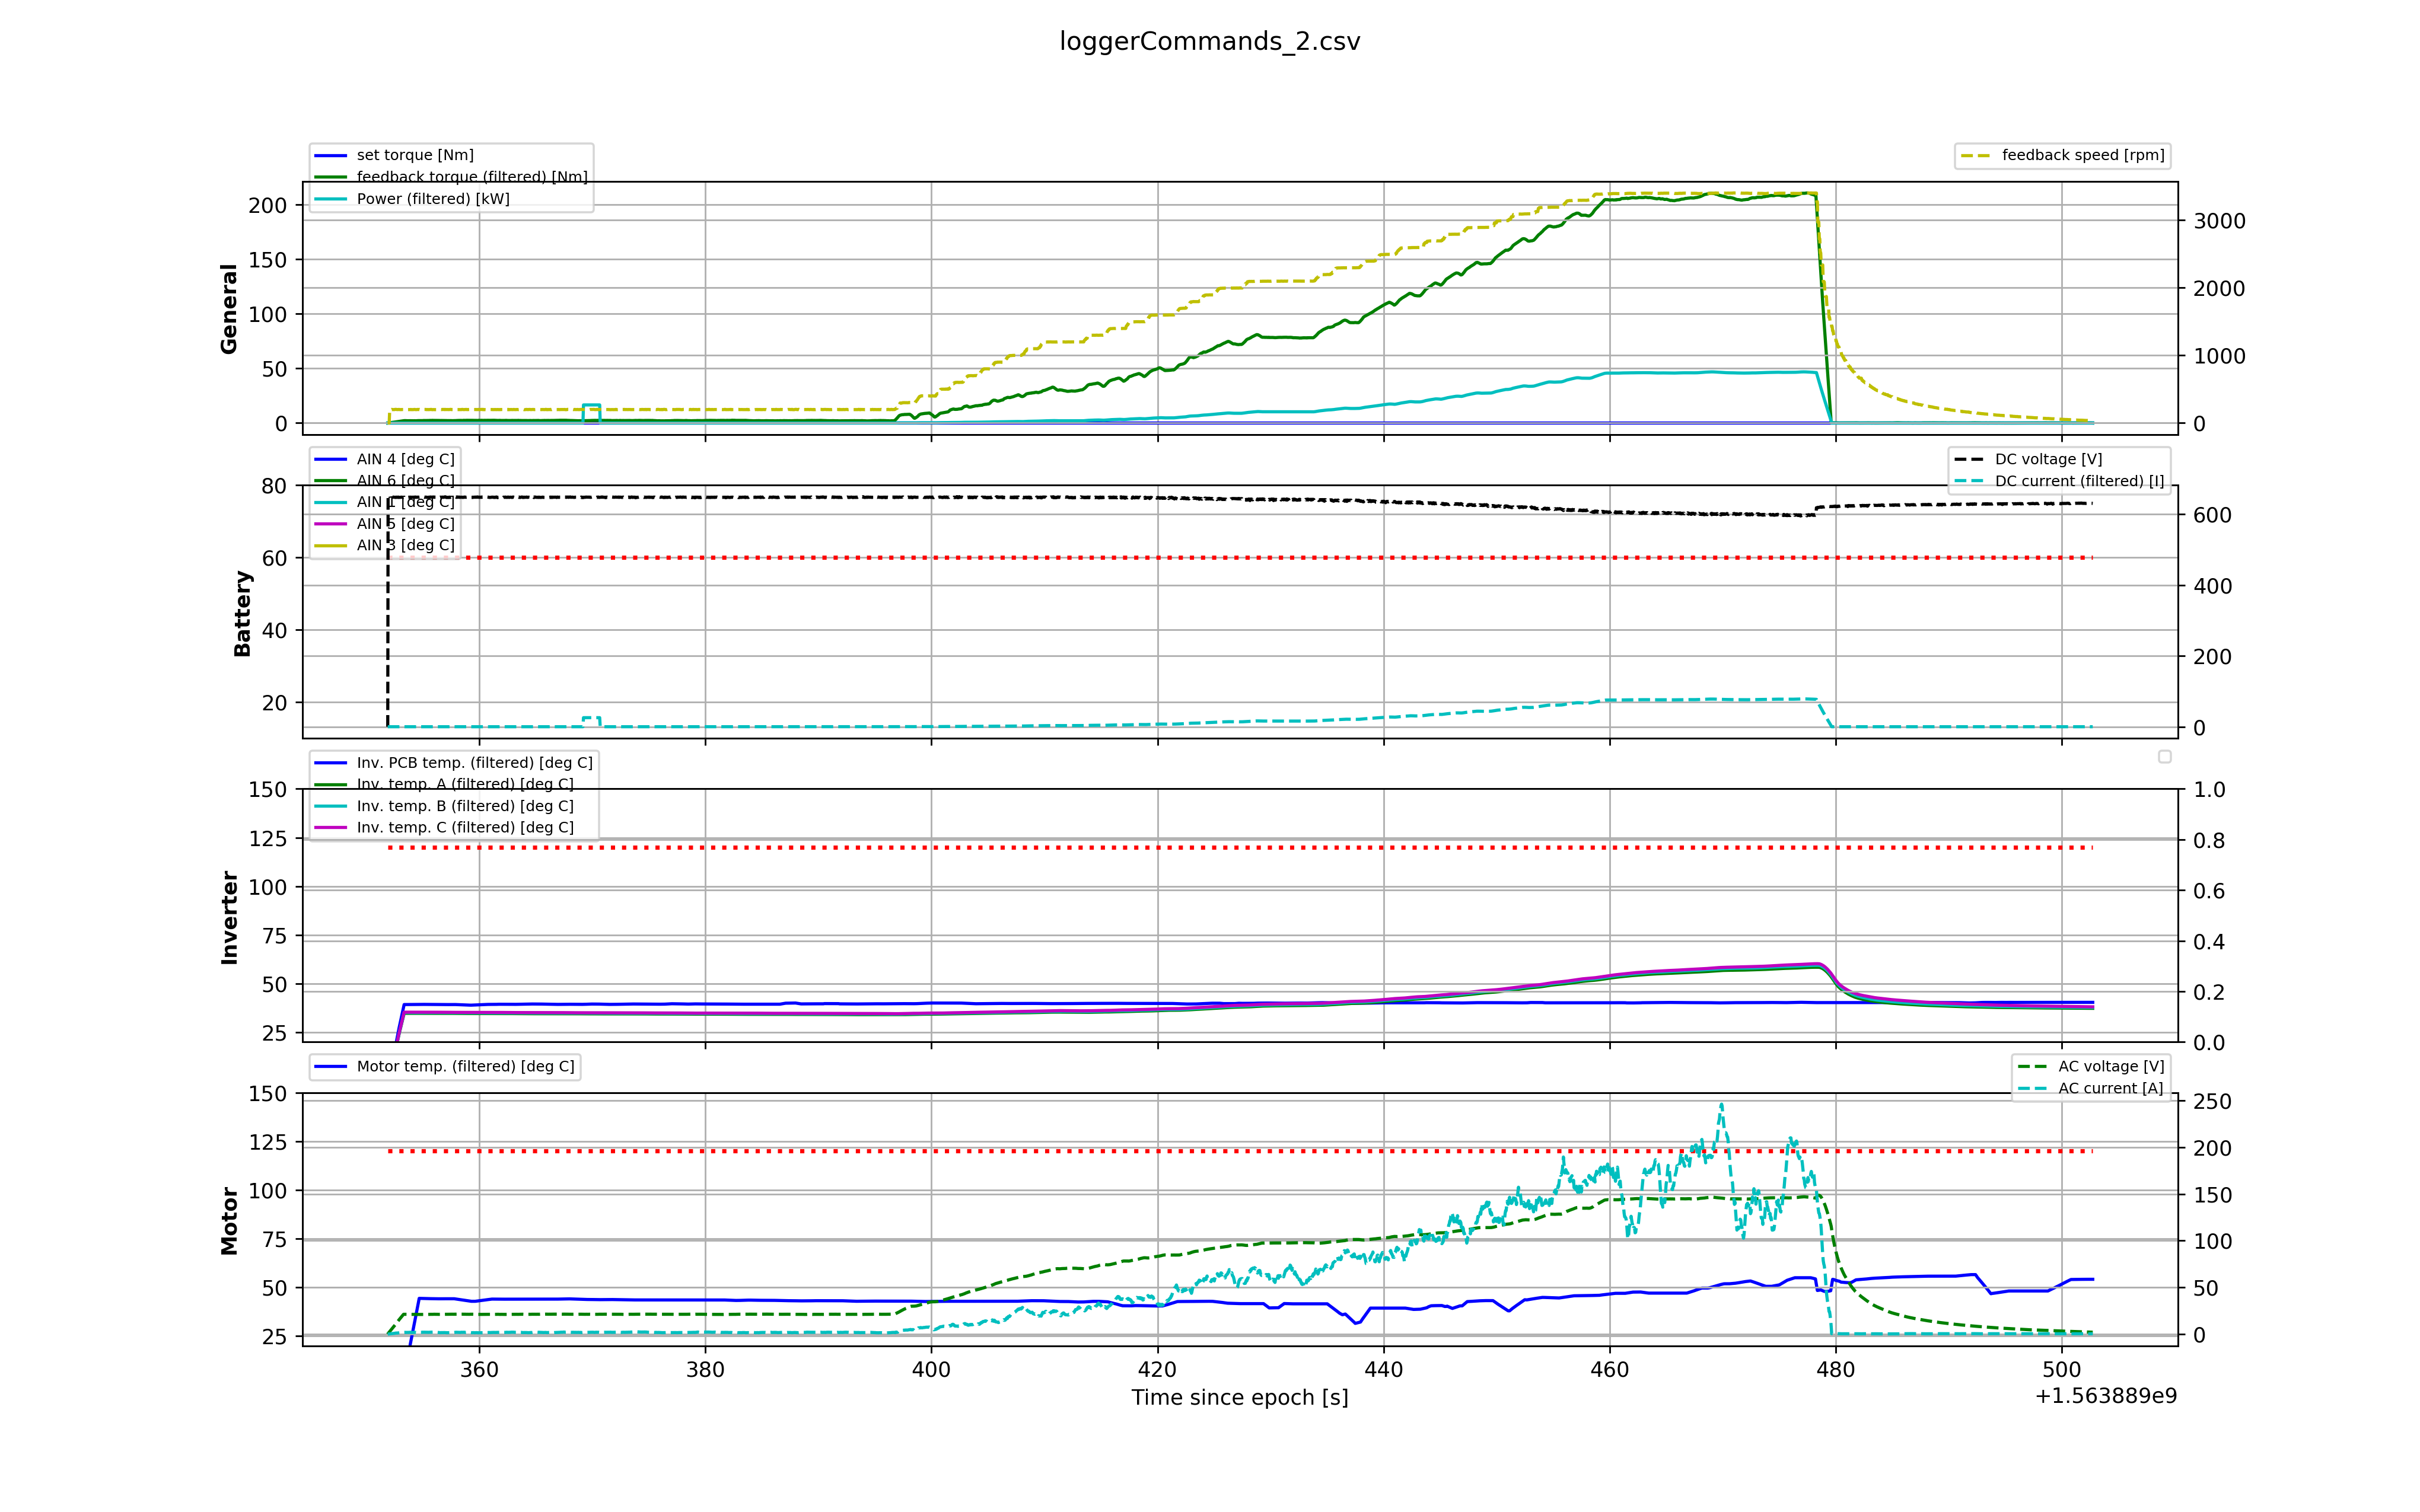 loggerCommands_2.csv
set torque [Nm]
feedback torque (filtered) [Nm]
Power (filtered) [kW]
feedback speed [rpm]
General
200
150
100
50
0
3000
2000
1000
0
AIN 4 [deg C]
AIN 6 [deg C]
AIN 1 [deg C]
AIN 5 [deg C]
AIN 3 [deg C]
DC voltage [V]
DC current (filtered) [I]
Battery
80
60
40
20
600
400
200
0
Inv. PCB temp. (filtered) [deg C]
Inv. temp. A (filtered) [deg C]
Inv. temp. B (filtered) [deg C]
Inv. temp. C (filtered) [deg C]
Inverter
150
125
100
75
50
25
1.0
0.8
0.6
0.4
0.2
0.0
Motor temp. (filtered) [deg C]
AC voltage [V]
AC current [A]
Motor
150
125
100
75
50
25
250
200
150
100
50
0
360 380 400 420 440 460 480 500
Time since epoch [s]
+1.563889e9